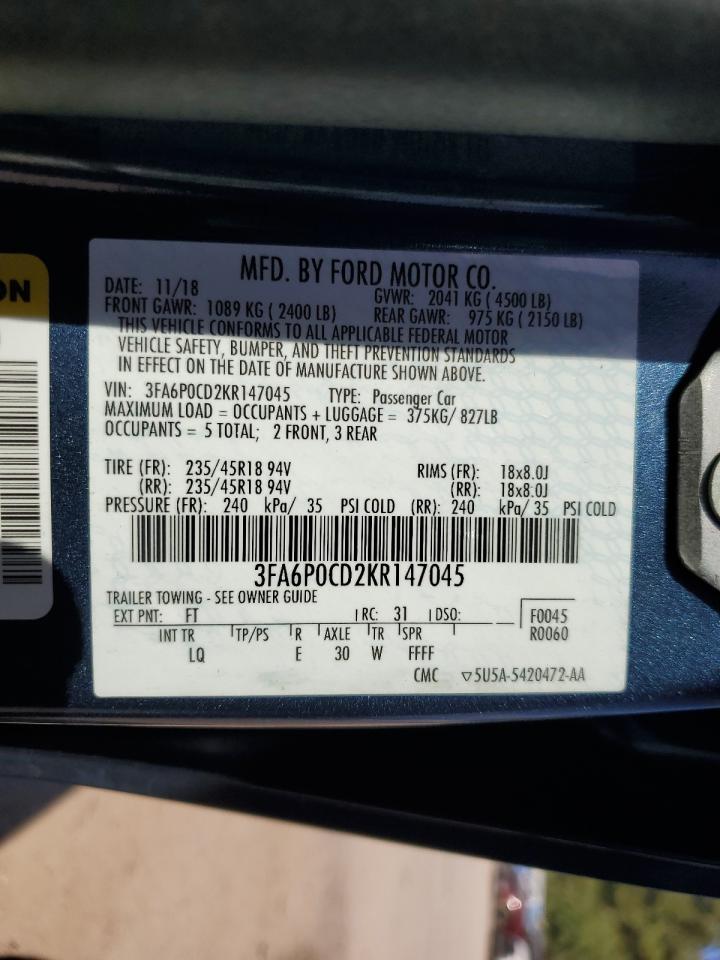 ON
MFD. BY FORD MOTOR CO.
DATE: 11/18 GVWR: 2041 KG ( 4500 LB)
FRONT GAWR: 1089 KG ( 2400 LB) REAR GAWR: 975 KG ( 2150 LB)
THIS VEHICLE CONFORMS TO ALL APPLICABLE FEDERAL MOTOR
VEHICLE SAFETY, BUMPER, AND THEFT PREVENTION STANDARDS
IN EFFECT ON THE DATE OF MANUFACTURE SHOWN ABOVE.
VIN: 3FA6P0CD2KR147045 TYPE: Passenger Car
MAXIMUM LOAD = OCCUPANTS + LUGGAGE = 375KG/ 827LB
OCCUPANTS = 5 TOTAL; 2 FRONT, 3 REAR
TIRE (FR): 235/45R18 94V RIMS (FR): 18x8.0J
(RR): 235/45R18 94V (RR): 18x8.0J
PRESSURE (FR): 240 kPa/ 35 PSI COLD (RR): 240 kPa/ 35 PSI COLD
3FA6P0CD2KR147045
TRAILER TOWING - SEE OWNER GUIDE
EXT PNT: FT RC: 31 DSO: F0045
INT TR TP/PS R AXLE TR SPR R0060
LQ E 30 W FFFF
CMC ▽5U5A-5420472-AA